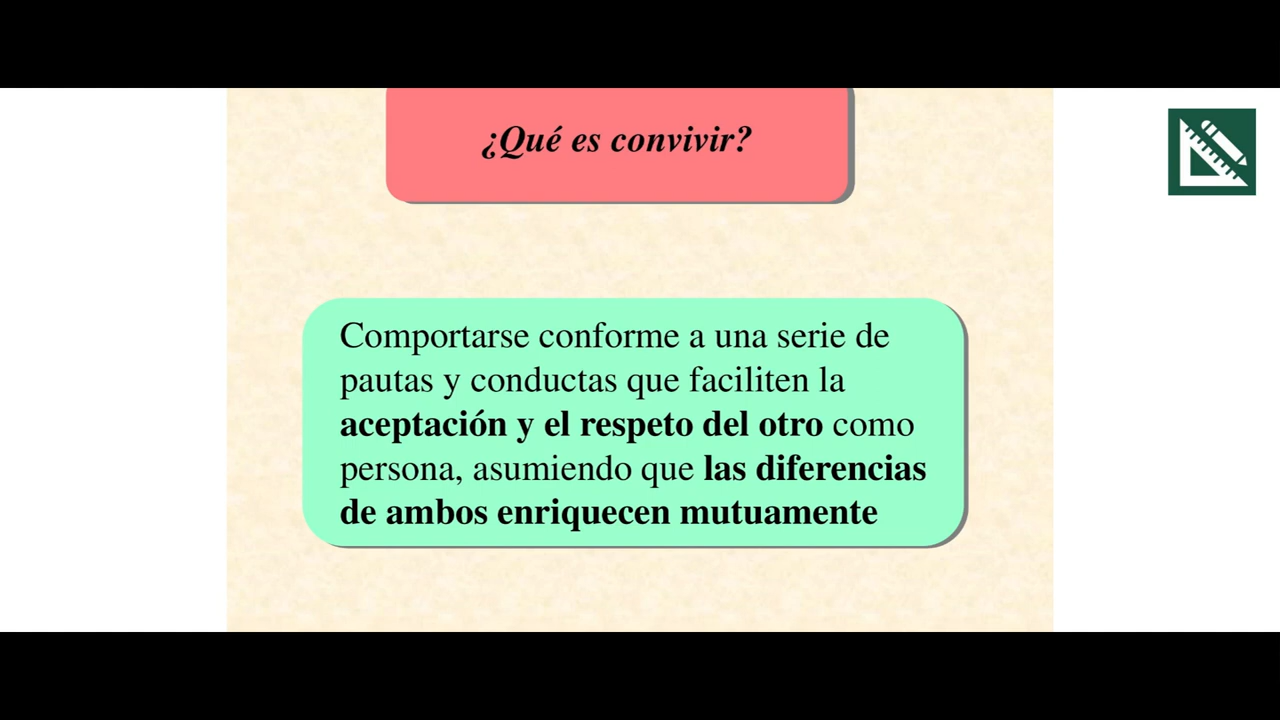 ¿Qué es convivir?
Comportarse conforme a una serie de
pautas y conductas que faciliten la
aceptación y el respeto del otro como
persona, asumiendo que las diferencias
de ambos enriquecen mutuamente